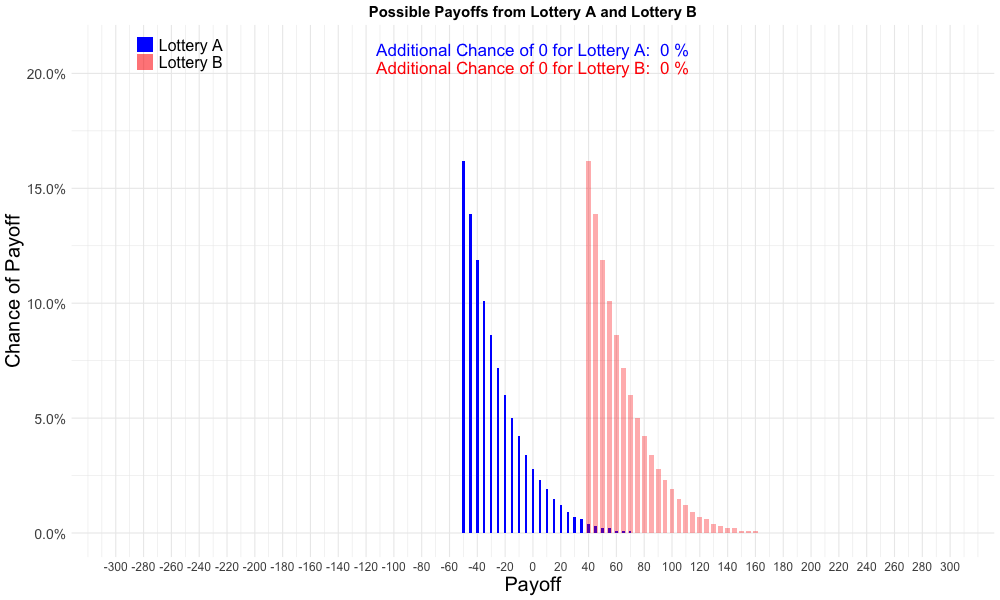 Possible Payoffs from Lottery A and Lottery B
Lottery A
Lottery B
Additional Chance of 0 for Lottery A:  0 %
Additional Chance of 0 for Lottery B:  0 %
20.0%
15.0%
10.0%
5.0%
0.0%
Chance of Payoff
-300 -280 -260 -240 -220 -200 -180 -160 -140 -120 -100 -80 -60 -40 -20 0 20 40 60 80 100 120 140 160 180 200 220 240 260 280 300
Payoff